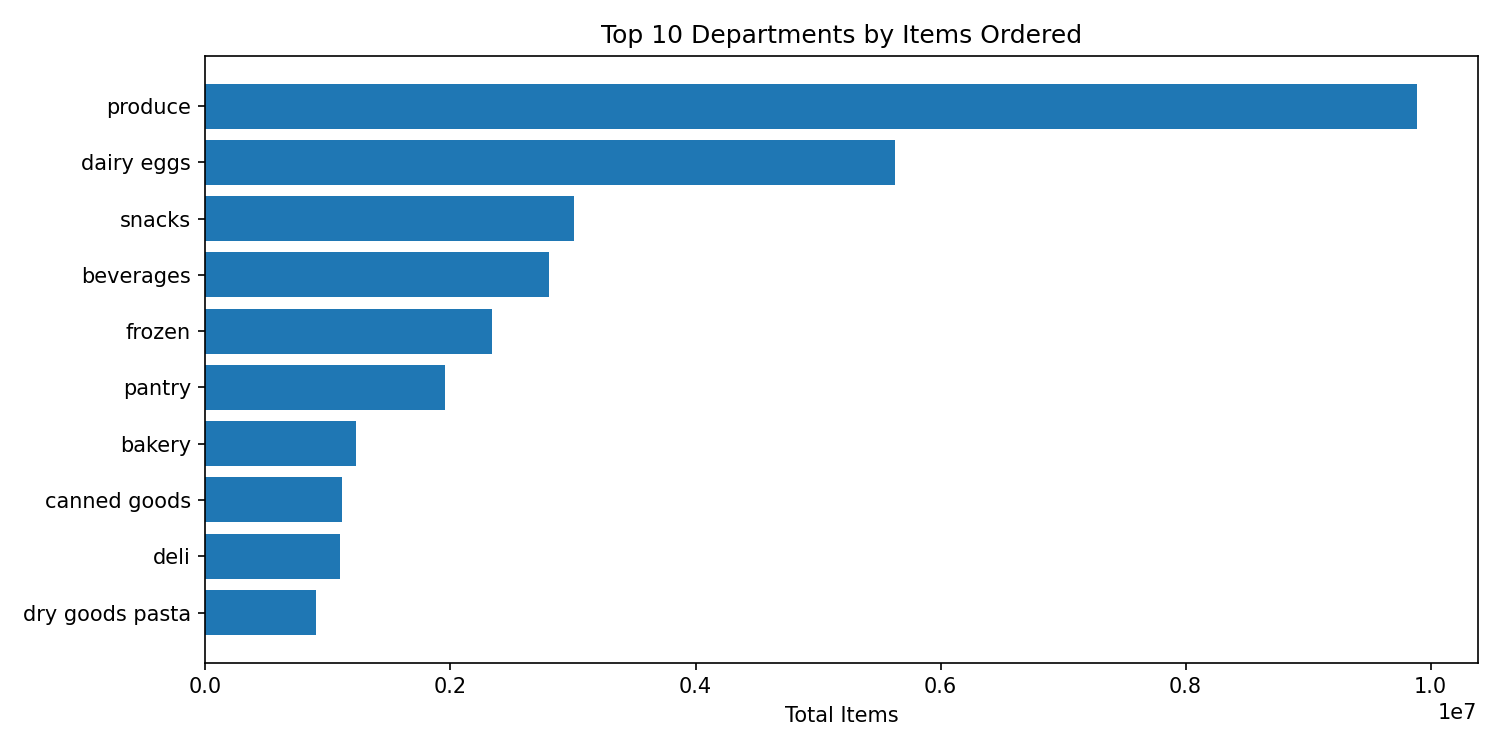 Top 10 Departments by Items Ordered
produce
dairy eggs
snacks
beverages
frozen
pantry
bakery
canned goods
deli
dry goods pasta
0.0 0.2 0.4 0.6 0.8 1.0
1e7
Total Items